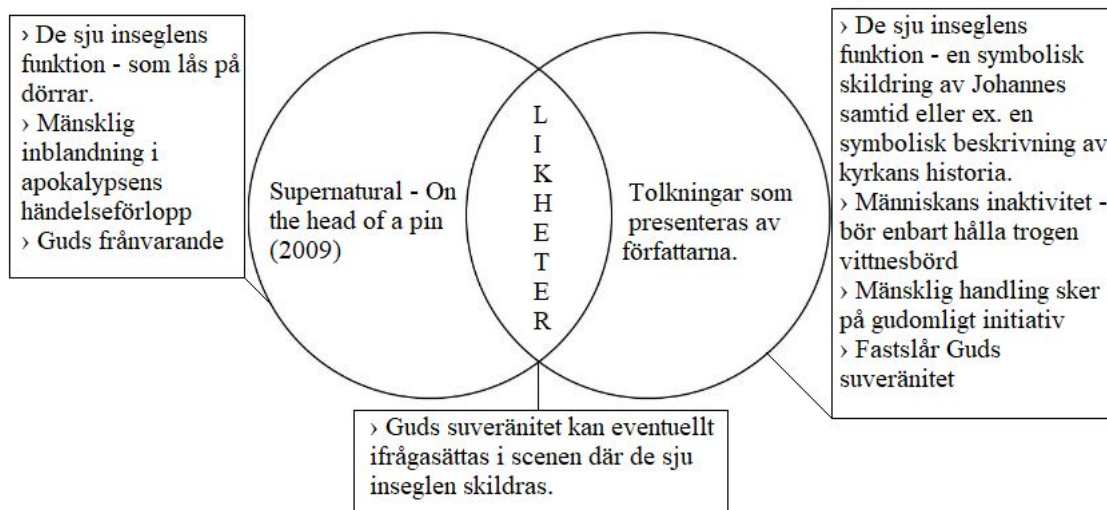 › De sju inseglens
funktion - som lås på
dörrar.
› Mänsklig
inblandning i
apokalypsens
händelseförlopp
› Guds frånvarande
Supernatural - On
the head of a pin
(2009)
L
I
K
H
E
T
E
R
Tolkningar som
presenteras av
författarna.
› De sju inseglens
funktion - en symbolisk
skildring av Johannes
samtid eller ex. en
symbolisk beskrivning av
kyrkans historia.
› Människans inaktivitet -
bör enbart hålla trogen
vittnesbörd
› Mänsklig handling sker
på gudomligt initiativ
› Fastslår Guds
suveränitet
› Guds suveränitet kan eventuellt
ifrågasättas i scenen där de sju
inseglen skildras.